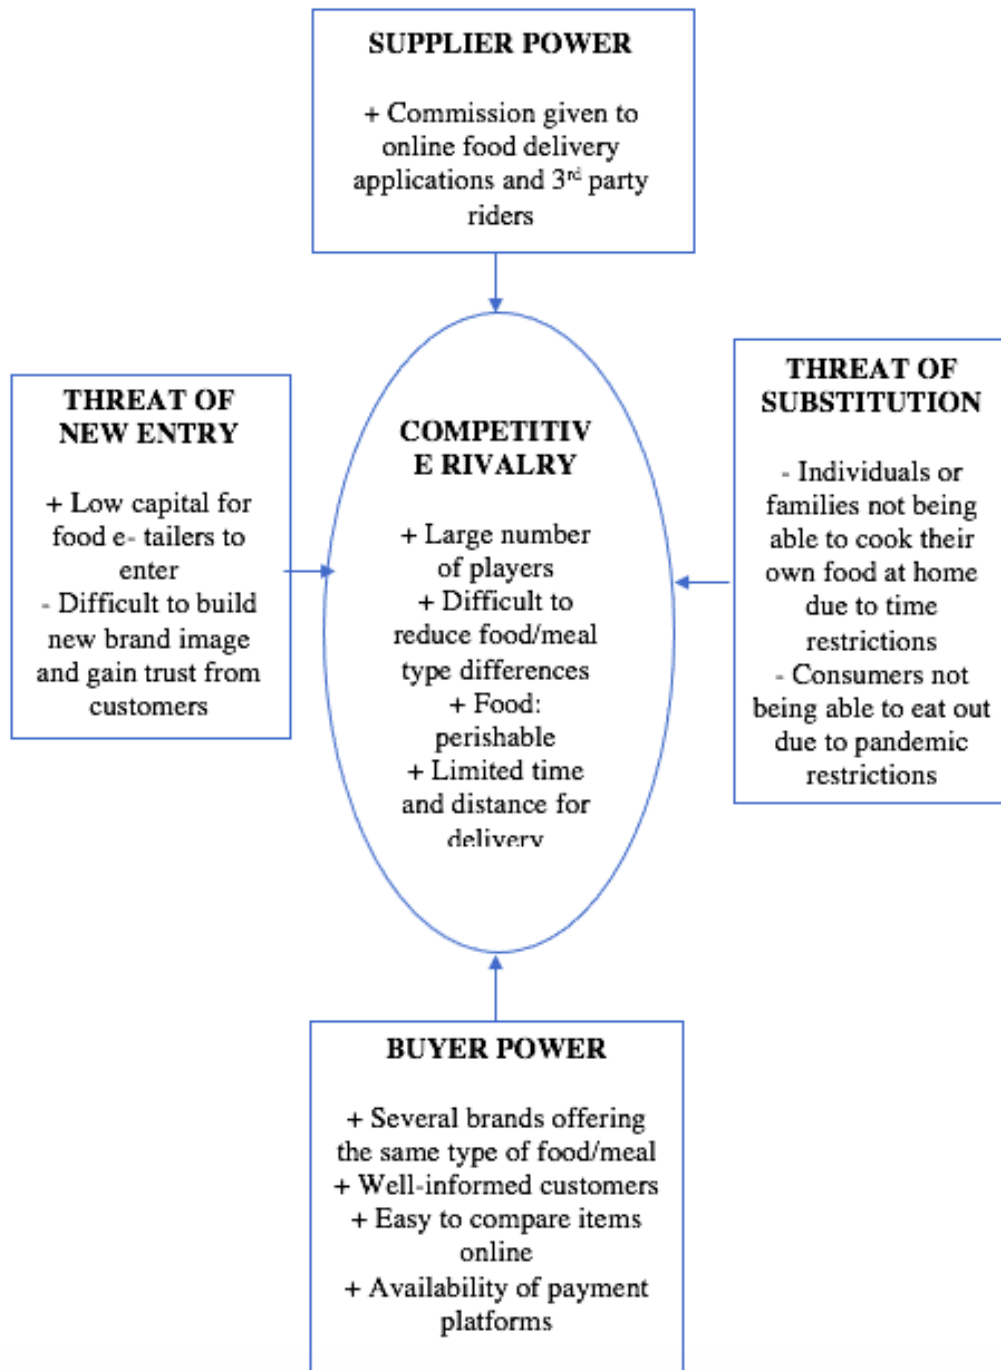 SUPPLIER POWER
+ Commission given to
online food delivery
applications and 3rd party
riders
THREAT OF
NEW ENTRY
+ Low capital for
food e- tailers to
enter
- Difficult to build
new brand image
and gain trust from
customers
COMPETITIV
E RIVALRY
+ Large number
of players
+ Difficult to
reduce food/meal
type differences
+ Food:
perishable
+ Limited time
and distance for
delivery
THREAT OF
SUBSTITUTION
- Individuals or
families not being
able to cook their
own food at home
due to time
restrictions
- Consumers not
being able to eat out
due to pandemic
restrictions
BUYER POWER
+ Several brands offering
the same type of food/meal
+ Well-informed customers
+ Easy to compare items
online
+ Availability of payment
platforms